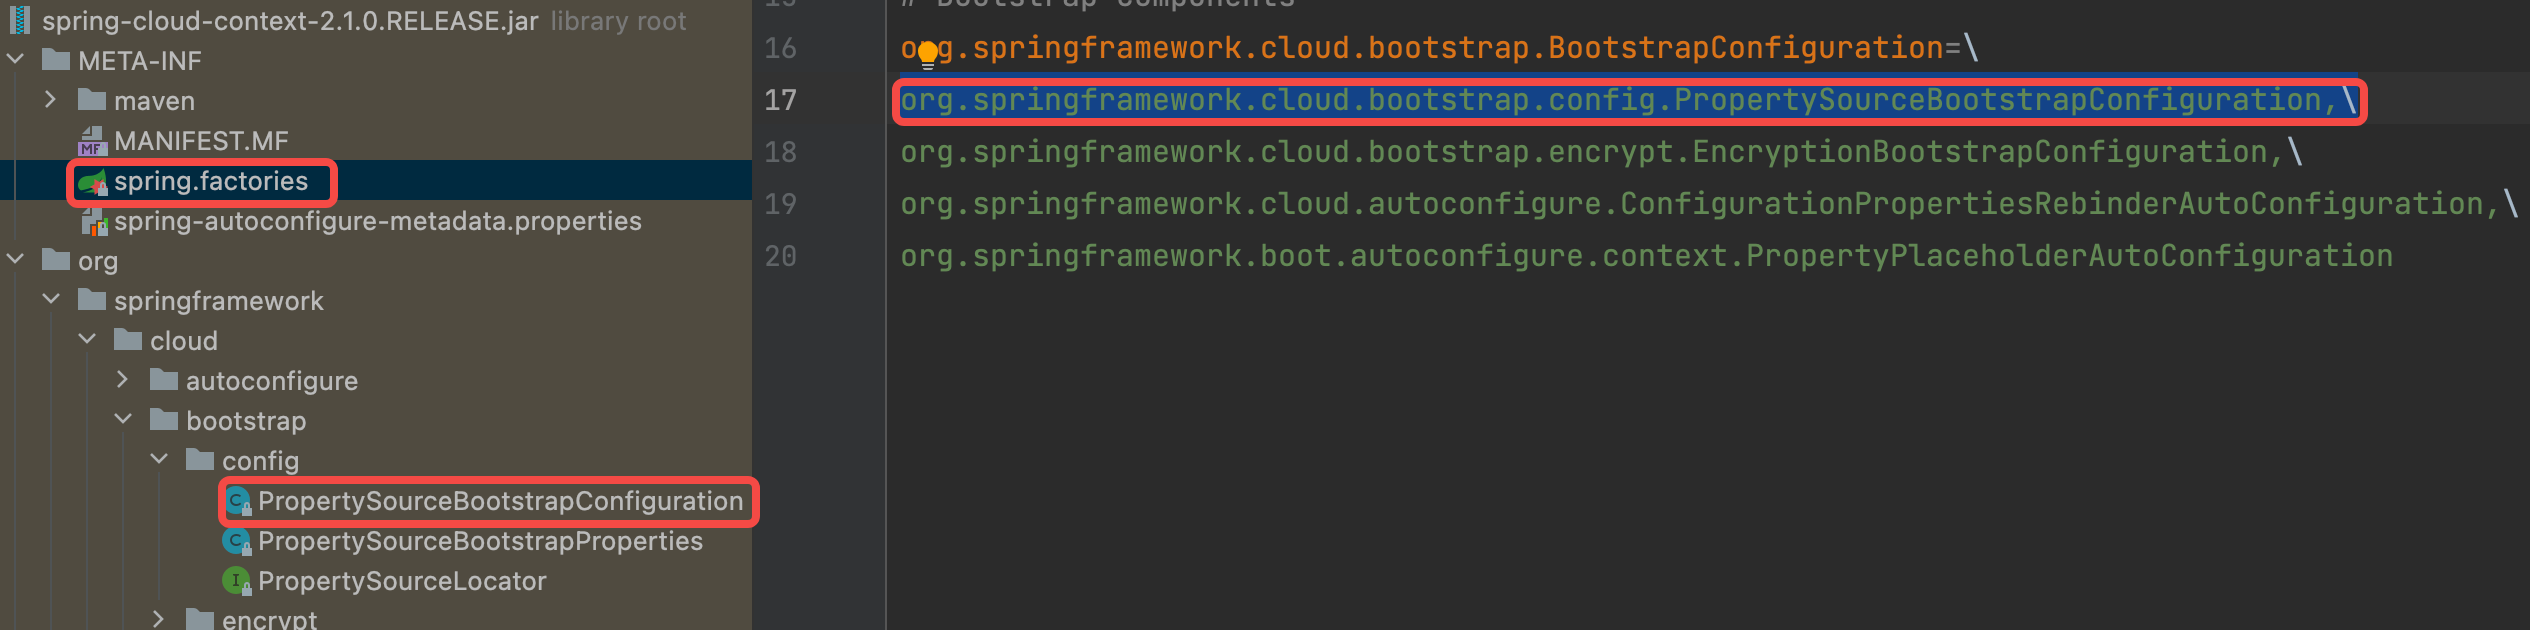 spring-cloud-context-2.1.0.RELEASE.jar library root
META-INF
maven
MANIFEST.MF
spring.factories
spring-autoconfigure-metadata.properties
org
springframework
cloud
autoconfigure
bootstrap
config
PropertySourceBootstrapConfiguration
PropertySourceBootstrapProperties
PropertySourceLocator
encrypt
15 # Bootstrap components
16 org.springframework.cloud.bootstrap.BootstrapConfiguration=\
17 org.springframework.cloud.bootstrap.config.PropertySourceBootstrapConfiguration,\
18 org.springframework.cloud.bootstrap.encrypt.EncryptionBootstrapConfiguration,\
19 org.springframework.cloud.autoconfigure.ConfigurationPropertiesRebinderAutoConfiguration,\
20 org.springframework.boot.autoconfigure.context.PropertyPlaceholderAutoConfiguration